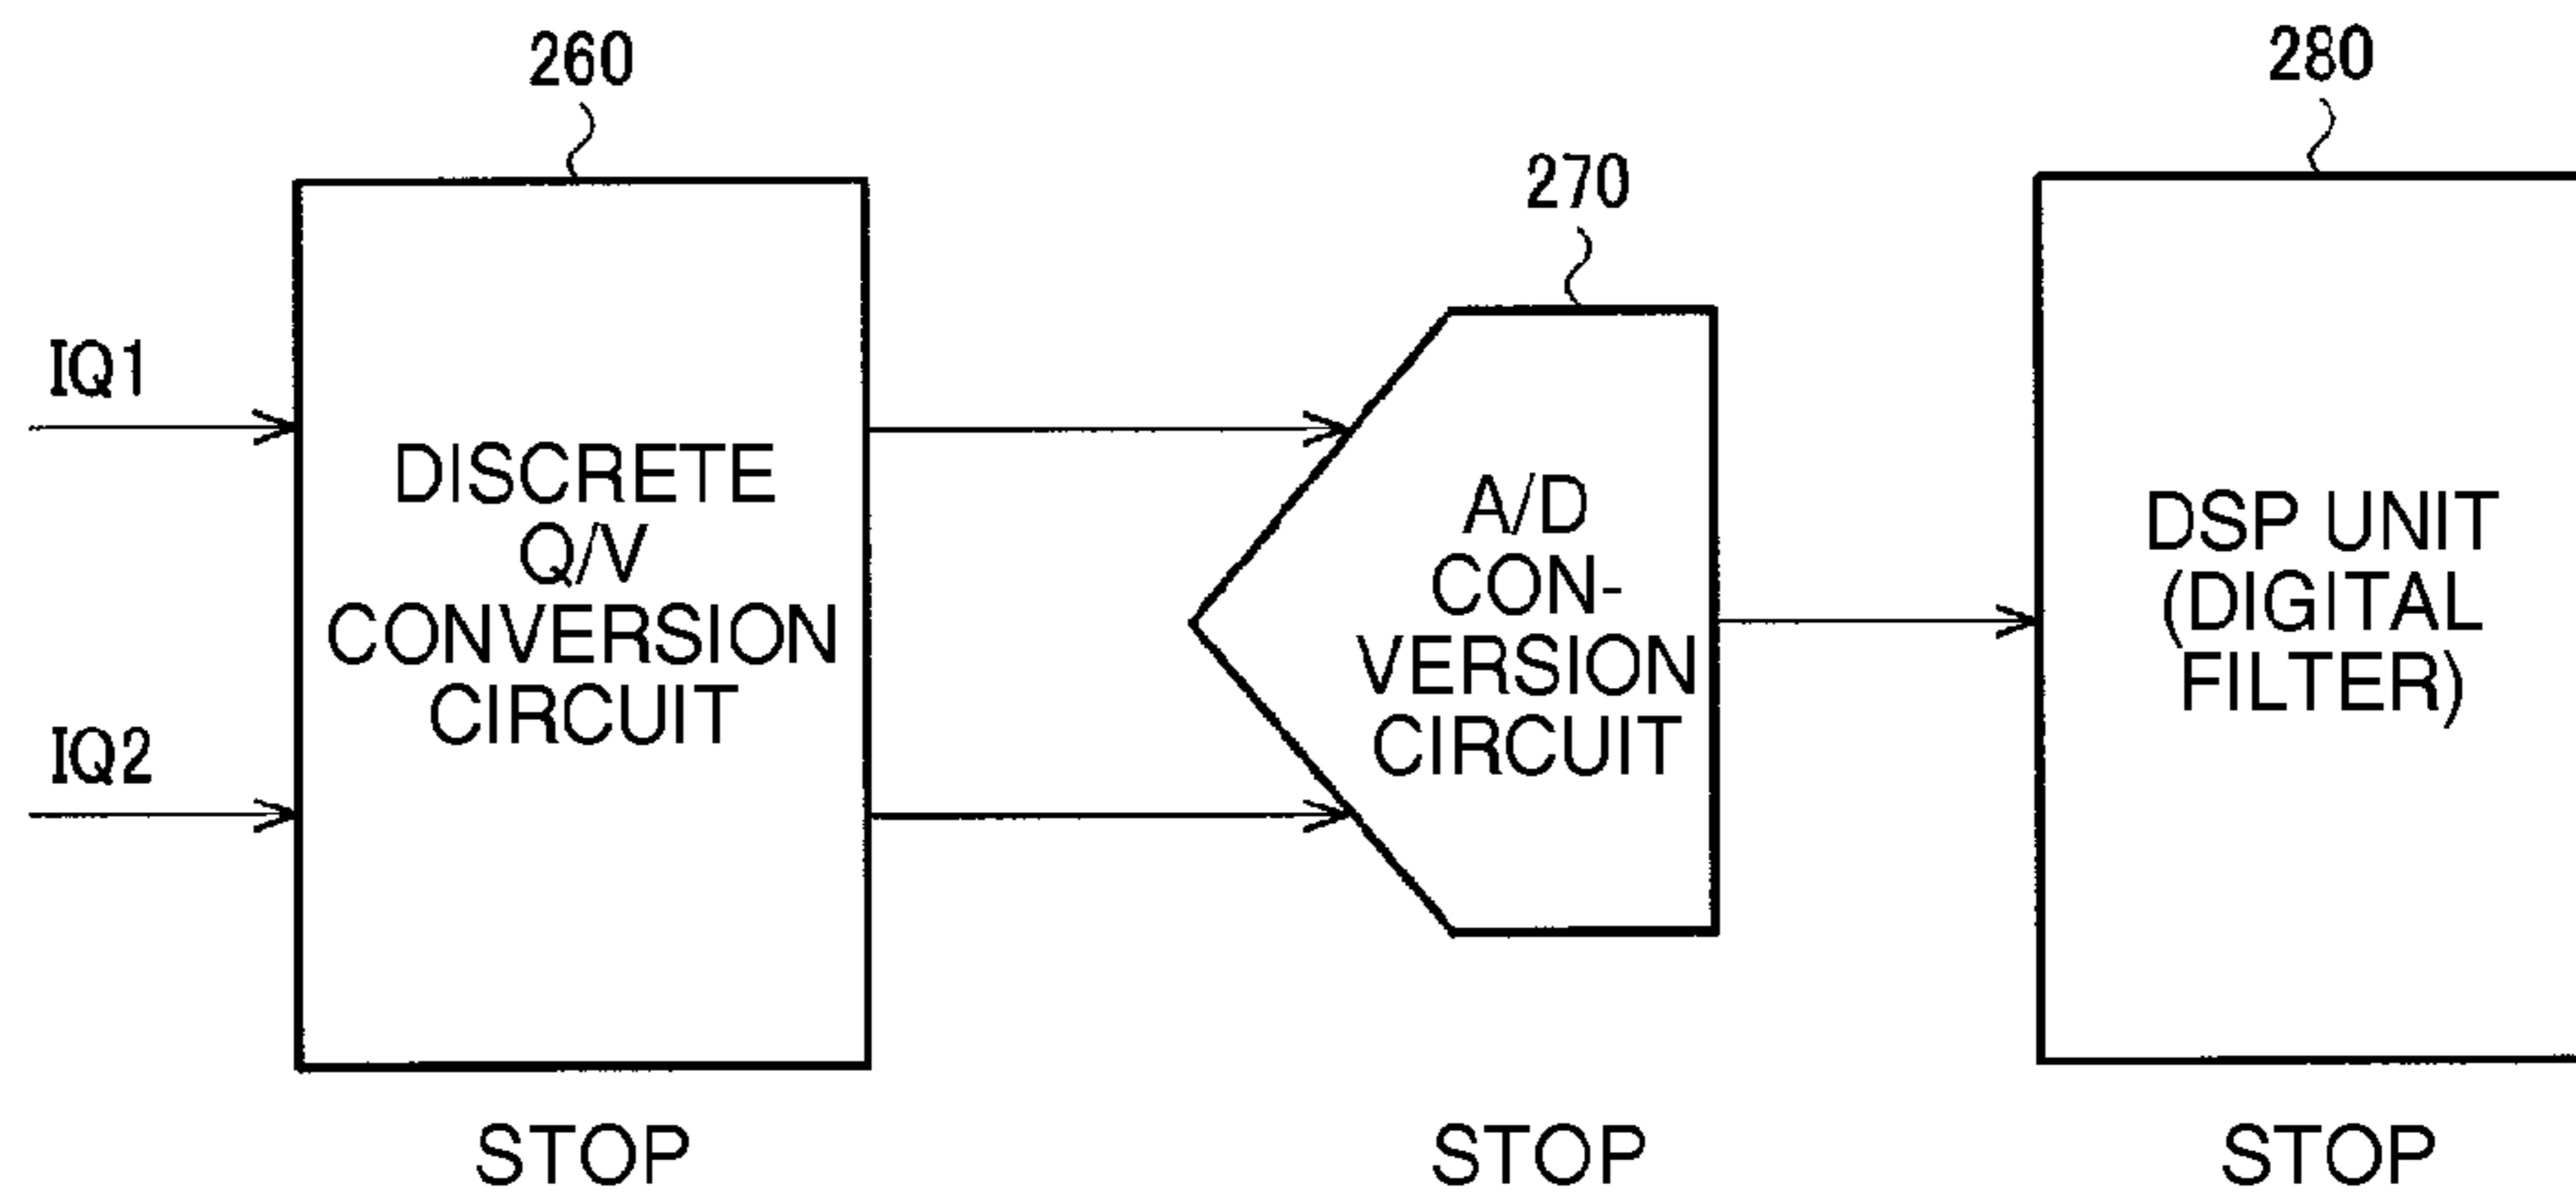 260
270
280
IQ1
IQ2
DISCRETE
Q/V
CONVERSION
CIRCUIT
A/D
CON-
VERSION
CIRCUIT
DSP UNIT
(DIGITAL
FILTER)
STOP
STOP
STOP